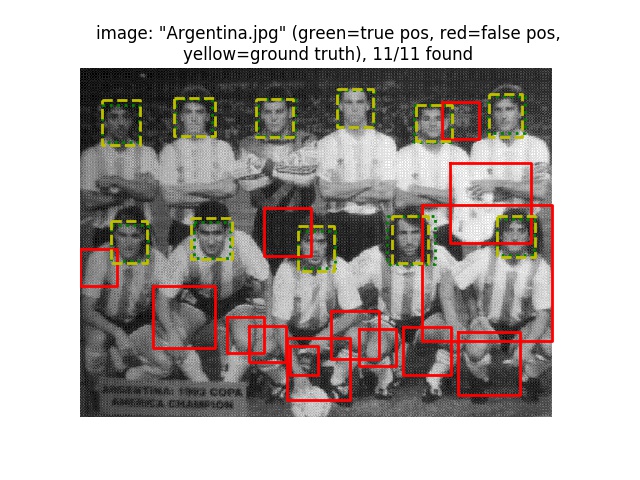 image: "Argentina.jpg" (green=true pos, red=false pos,
yellow=ground truth), 11/11 found
ARGENTINA: 1993 COPA
AMERICA CHAMPION